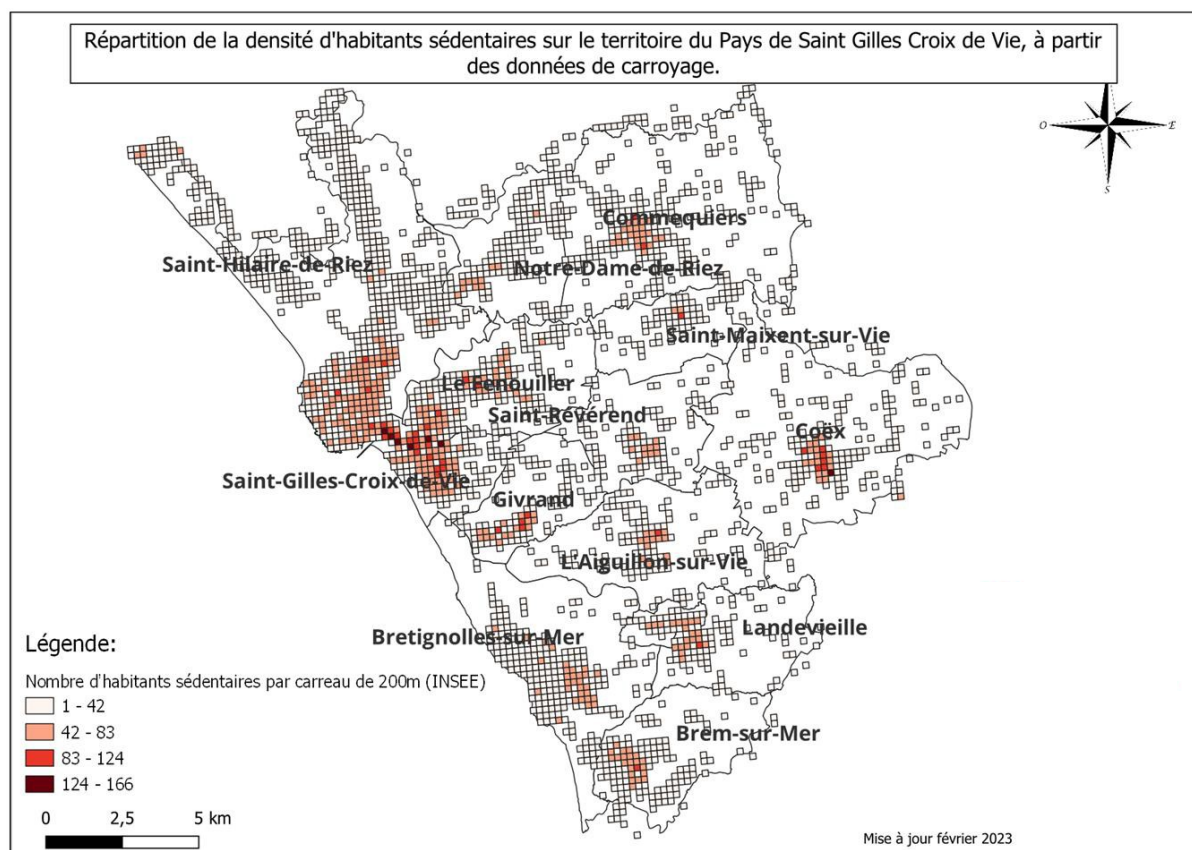 Répartition de la densité d'habitants sédentaires sur le territoire du Pays de Saint Gilles Croix de Vie, à partir
des données de carroyage.
O
E
S
Commequiers
Saint-Hilaire-de-Riez
Notre-Dame-de-Riez
Saint-Maixent-sur-Vie
Le Fenouiller
Saint-Révérend
Coëx
Saint-Gilles-Croix-de-Vie
Givrand
L'Aiguillon-sur-Vie
Bretignolles-sur-Mer
Landevieille
Brem-sur-Mer
Légende:
Nombre d'habitants sédentaires par carreau de 200m (INSEE)
1 - 42
42 - 83
83 - 124
124 - 166
0 2,5 5 km
Mise à jour février 2023